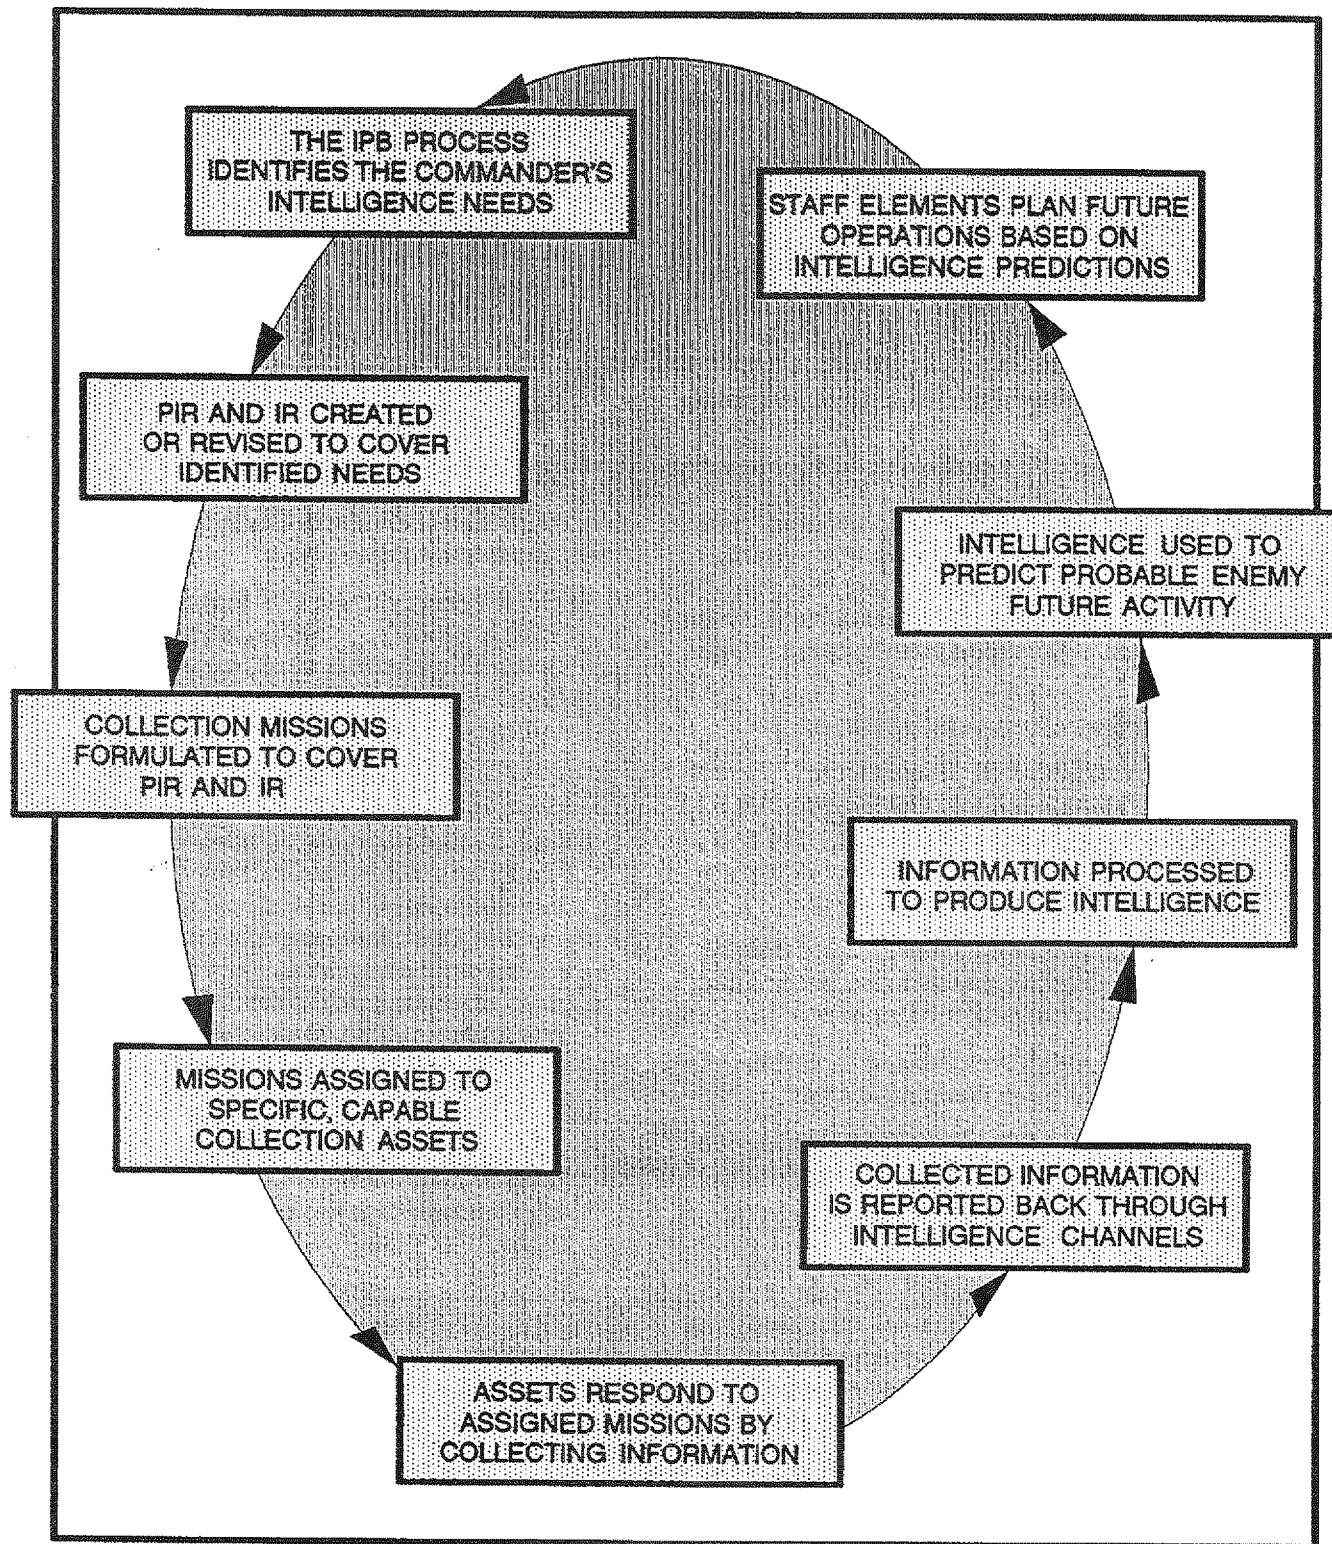 THE IPB PROCESS
IDENTIFIES THE COMMANDER'S
INTELLIGENCE NEEDS
PIR AND IR CREATED
OR REVISED TO COVER
IDENTIFIED NEEDS
COLLECTION MISSIONS
FORMULATED TO COVER
PIR AND IR
MISSIONS ASSIGNED TO
SPECIFIC, CAPABLE
COLLECTION ASSETS
ASSETS RESPOND TO
ASSIGNED MISSIONS BY
COLLECTING INFORMATION
COLLECTED INFORMATION
IS REPORTED BACK THROUGH
INTELLIGENCE CHANNELS
INFORMATION PROCESSED
TO PRODUCE INTELLIGENCE
INTELLIGENCE USED TO
PREDICT PROBABLE ENEMY
FUTURE ACTIVITY
STAFF ELEMENTS PLAN FUTURE
OPERATIONS BASED ON
INTELLIGENCE PREDICTIONS